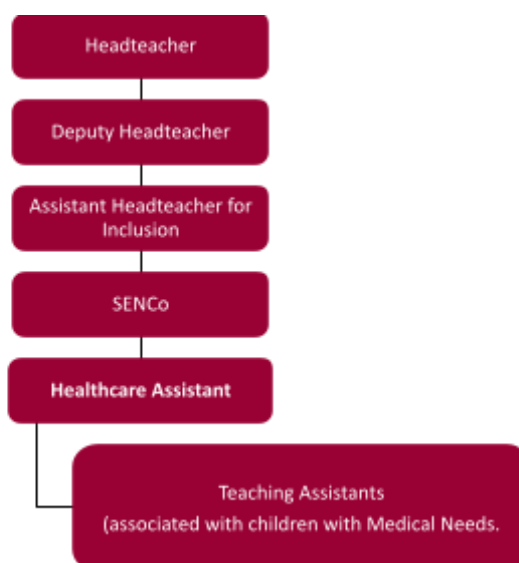 Headteacher
Deputy Headteacher
Assistant Headteacher for
Inclusion
SENCo
Healthcare Assistant
Teaching Assistants
(associated with children with Medical Needs.